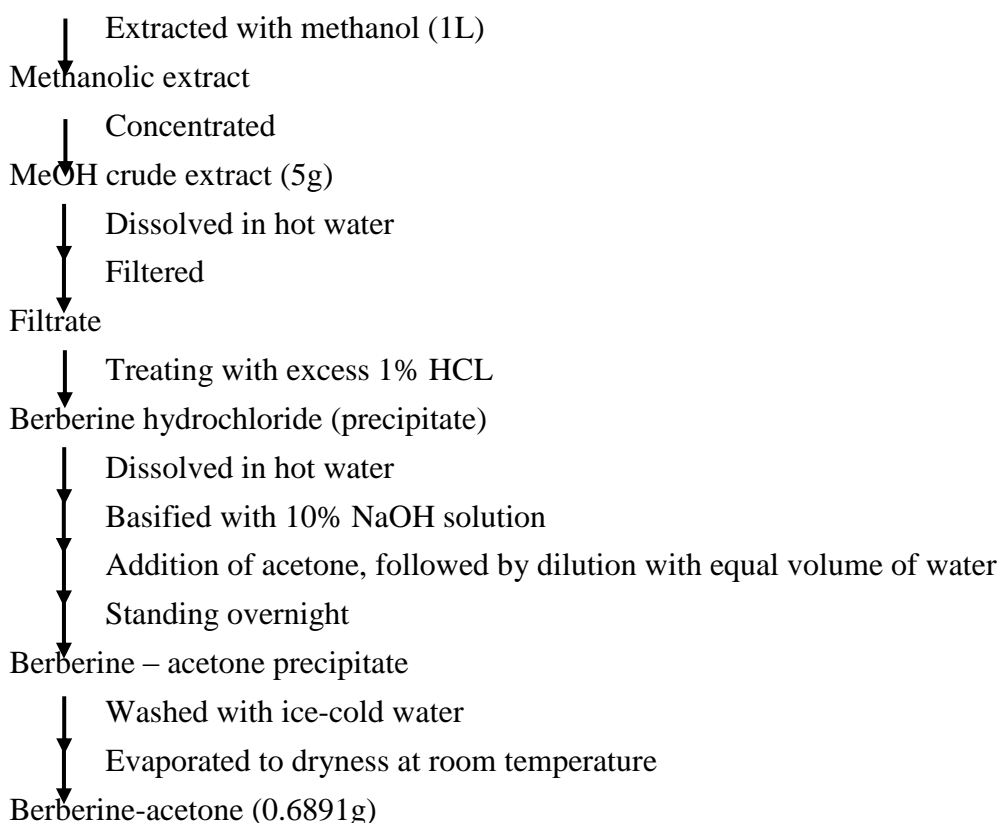 Extracted with methanol (1L)
Methanolic extract
Concentrated
MeOH crude extract (5g)
Dissolved in hot water
Filtered
Filtrate
Treating with excess 1% HCL
Berberine hydrochloride (precipitate)
Dissolved in hot water
Basified with 10% NaOH solution
Addition of acetone, followed by dilution with equal volume of water
Standing overnight
Berberine – acetone precipitate
Washed with ice-cold water
Evaporated to dryness at room temperature
Berberine-acetone (0.6891g)